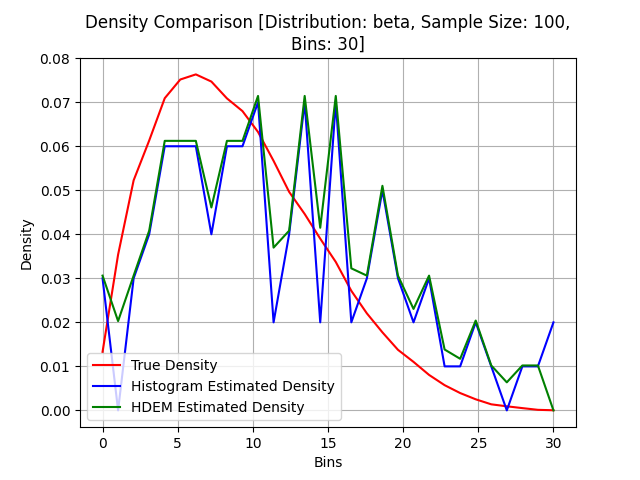 Density Comparison [Distribution: beta, Sample Size: 100,
Bins: 30]
Density
0.08
0.07
0.06
0.05
0.04
0.03
0.02
0.01
0.00
True Density
Histogram Estimated Density
HDEM Estimated Density
0 5 10 15 20 25 30
Bins